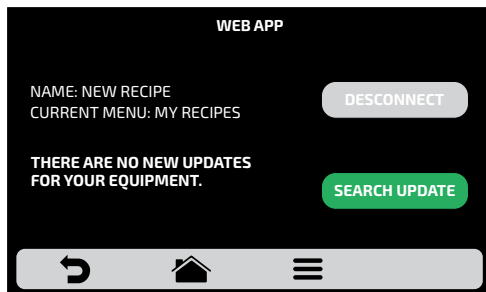 WEB APP
NAME: NEW RECIPE
CURRENT MENU: MY RECIPES
DESCONNECT
THERE ARE NO NEW UPDATES
FOR YOUR EQUIPMENT.
SEARCH UPDATE